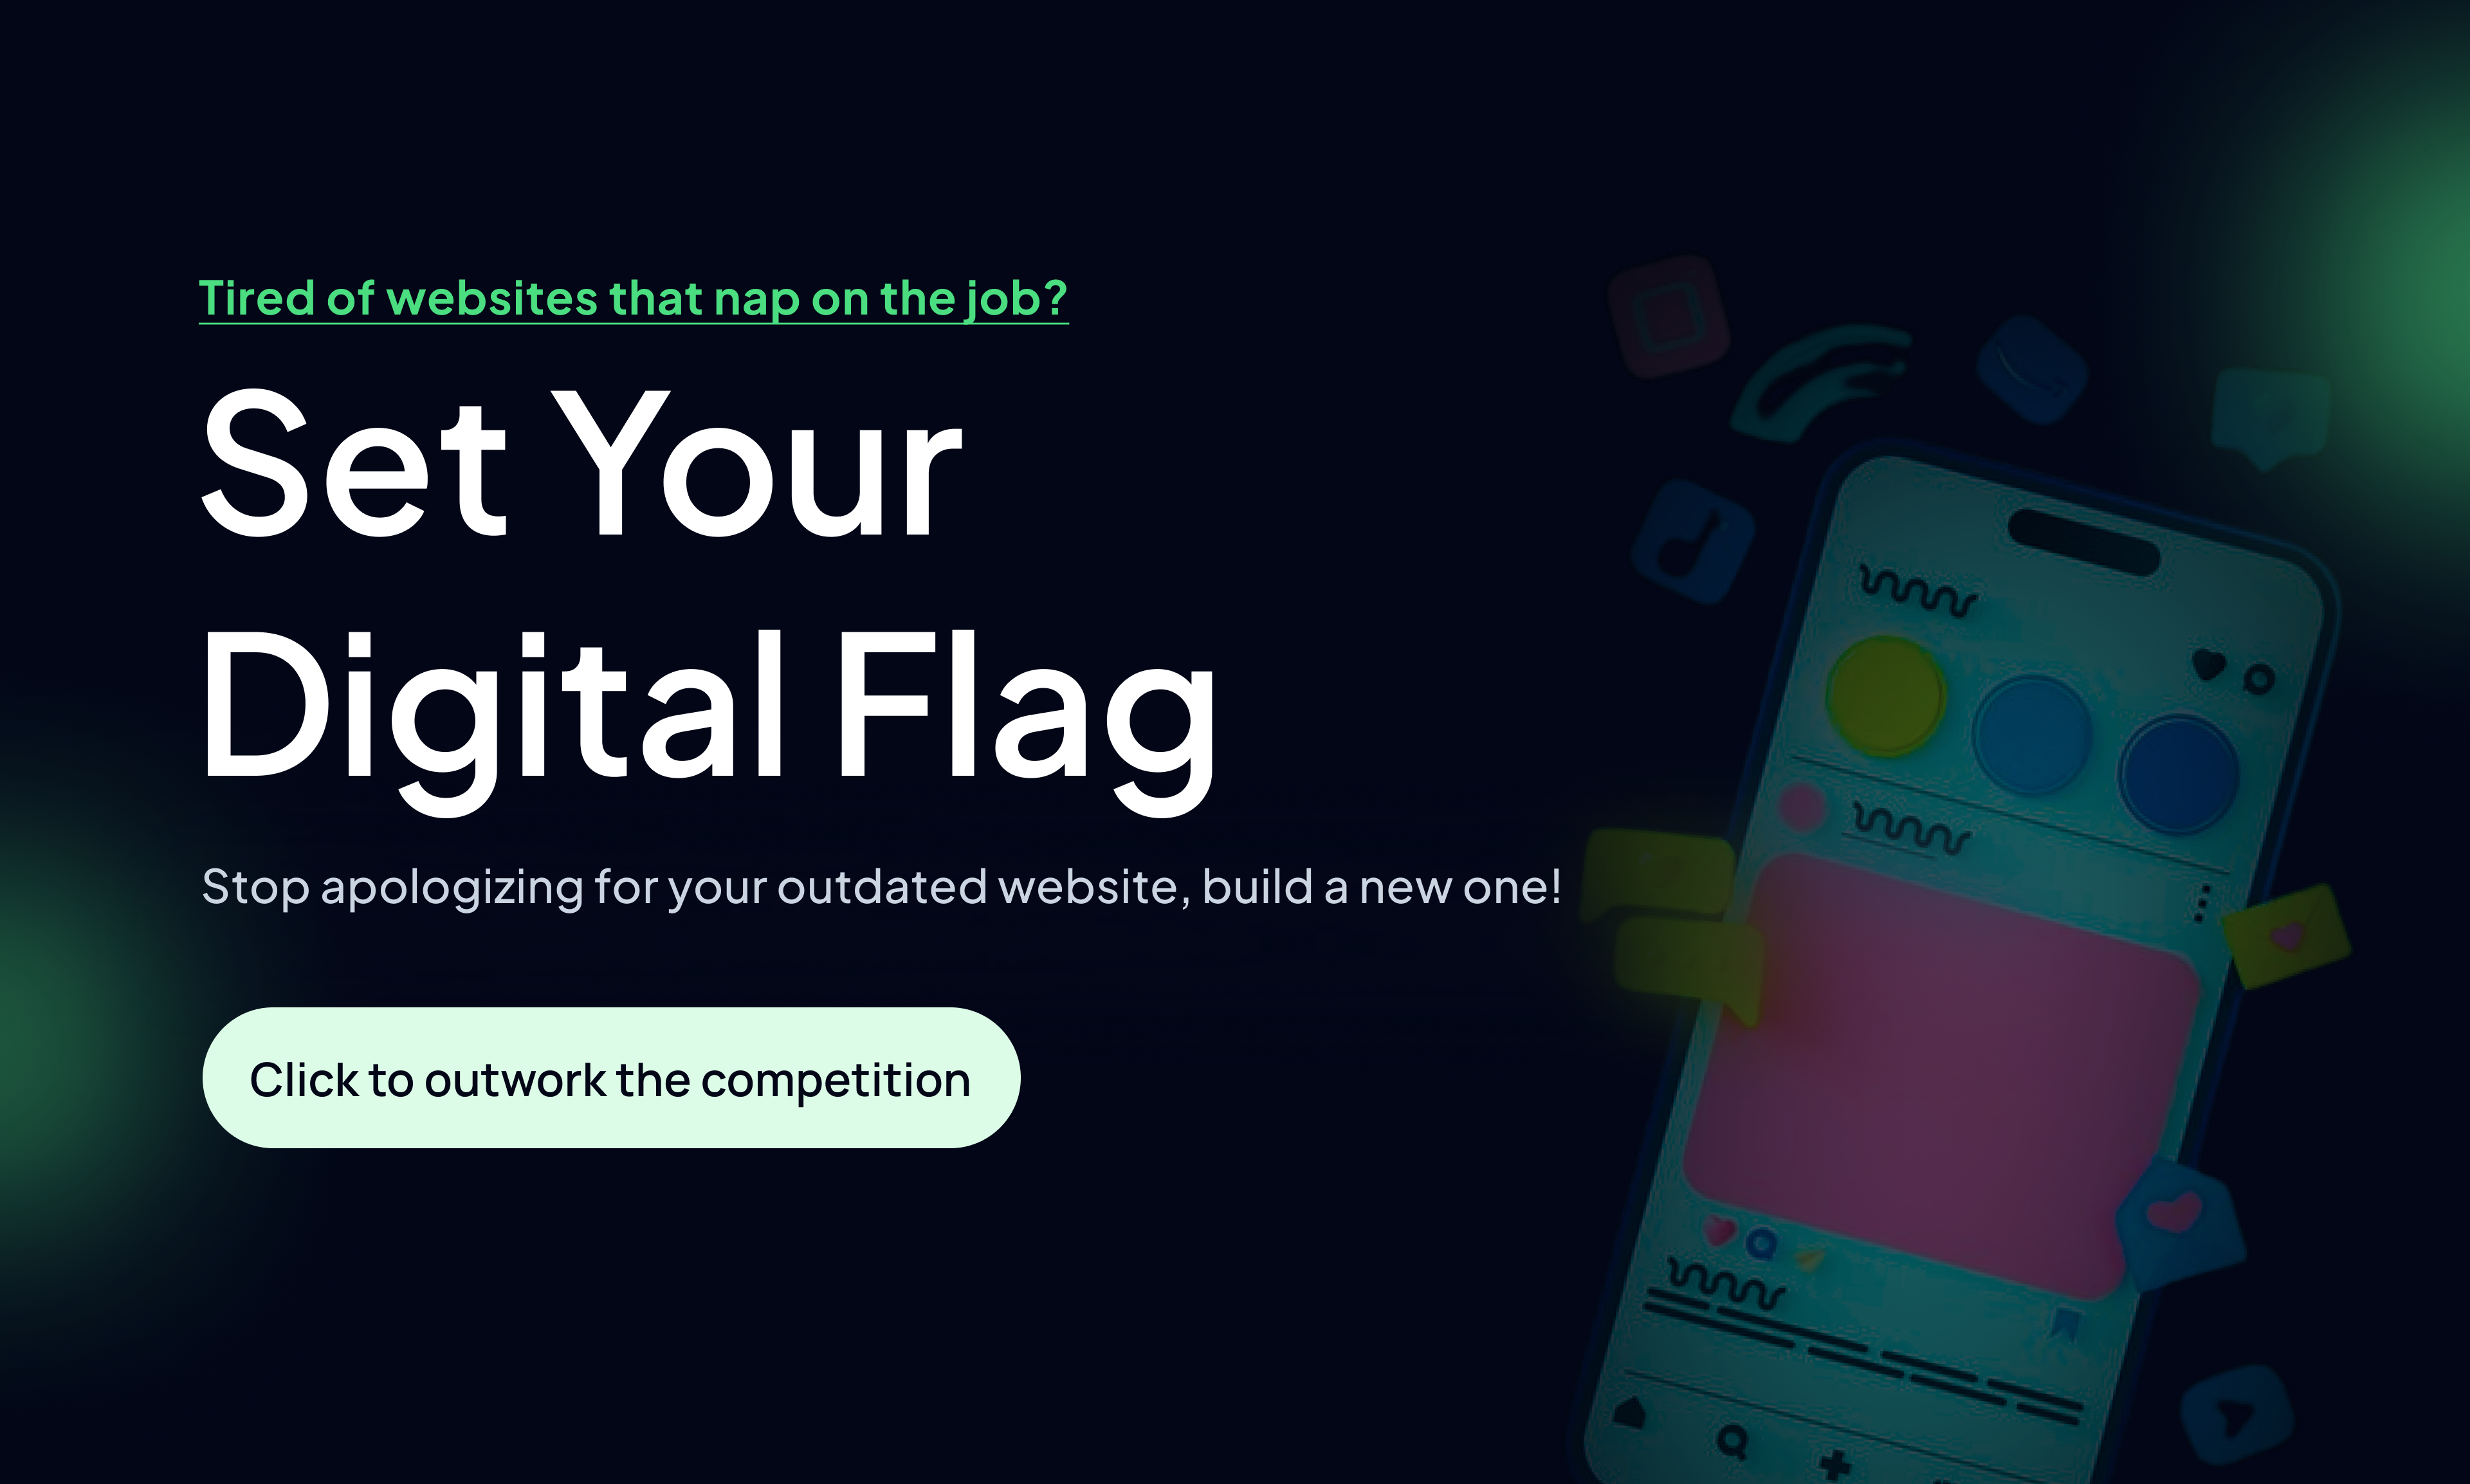 Tired of websites that nap on the job?
Set Your
Digital Flag
Stop apologizing for your outdated website, build a new one!
Click to outwork the competition